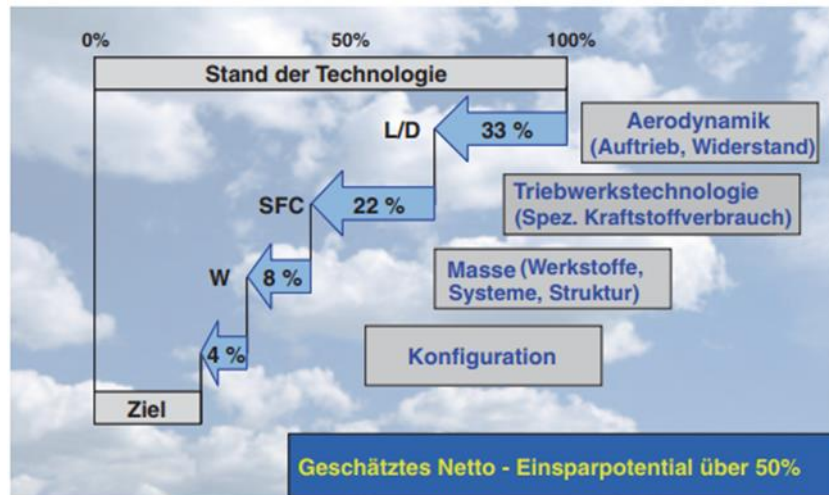 0% 50% 100%
Stand der Technologie
L/D 33 % Aerodynamik
(Auftrieb, Widerstand)
SFC 22 % Triebwerkstechnologie
(Spez. Kraftstoffverbrauch)
W 8 % Masse (Werkstoffe,
Systeme, Struktur)
4 % Konfiguration
Ziel
Geschätztes Netto - Einsparpotential über 50%